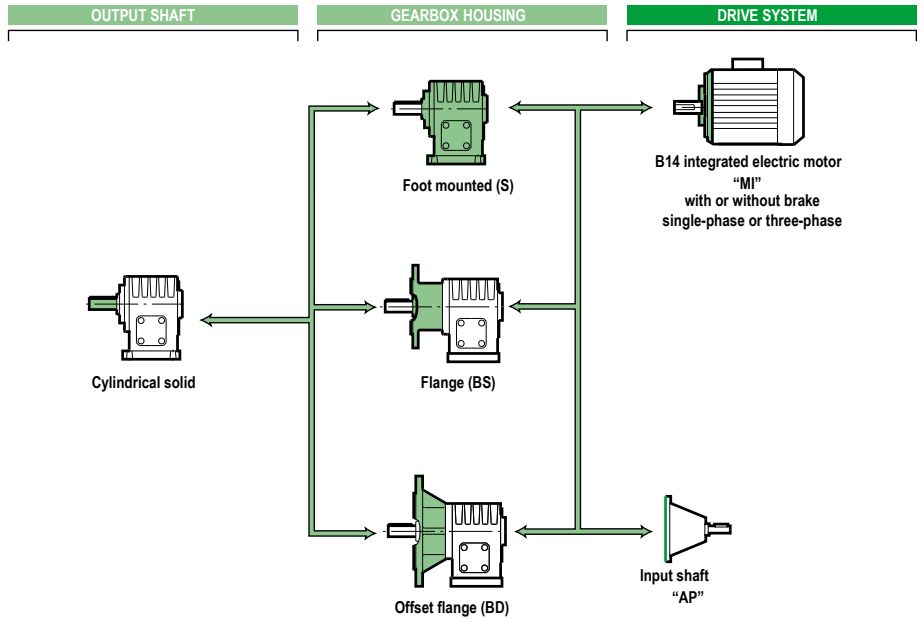 OUTPUT SHAFT
GEARBOX HOUSING
DRIVE SYSTEM
Foot mounted (S)
B14 integrated electric motor
“MI”
with or without brake
single-phase or three-phase
Cylindrical solid
Flange (BS)
Offset flange (BD)
Input shaft
“AP”